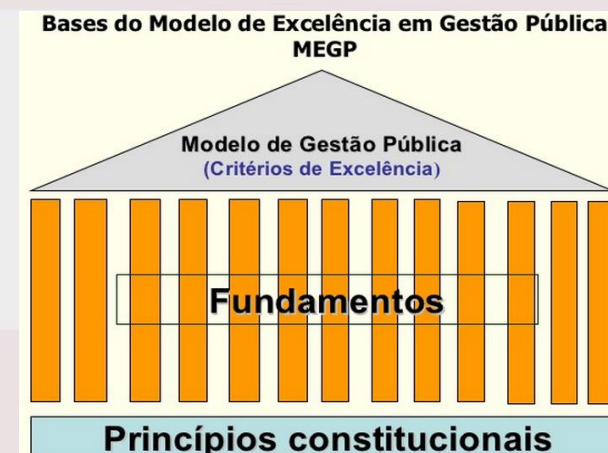 Bases do Modelo de Excelência em Gestão Pública
MEGP
Modelo de Gestão Pública
(Critérios de Excelência)
Fundamentos
Princípios constitucionais